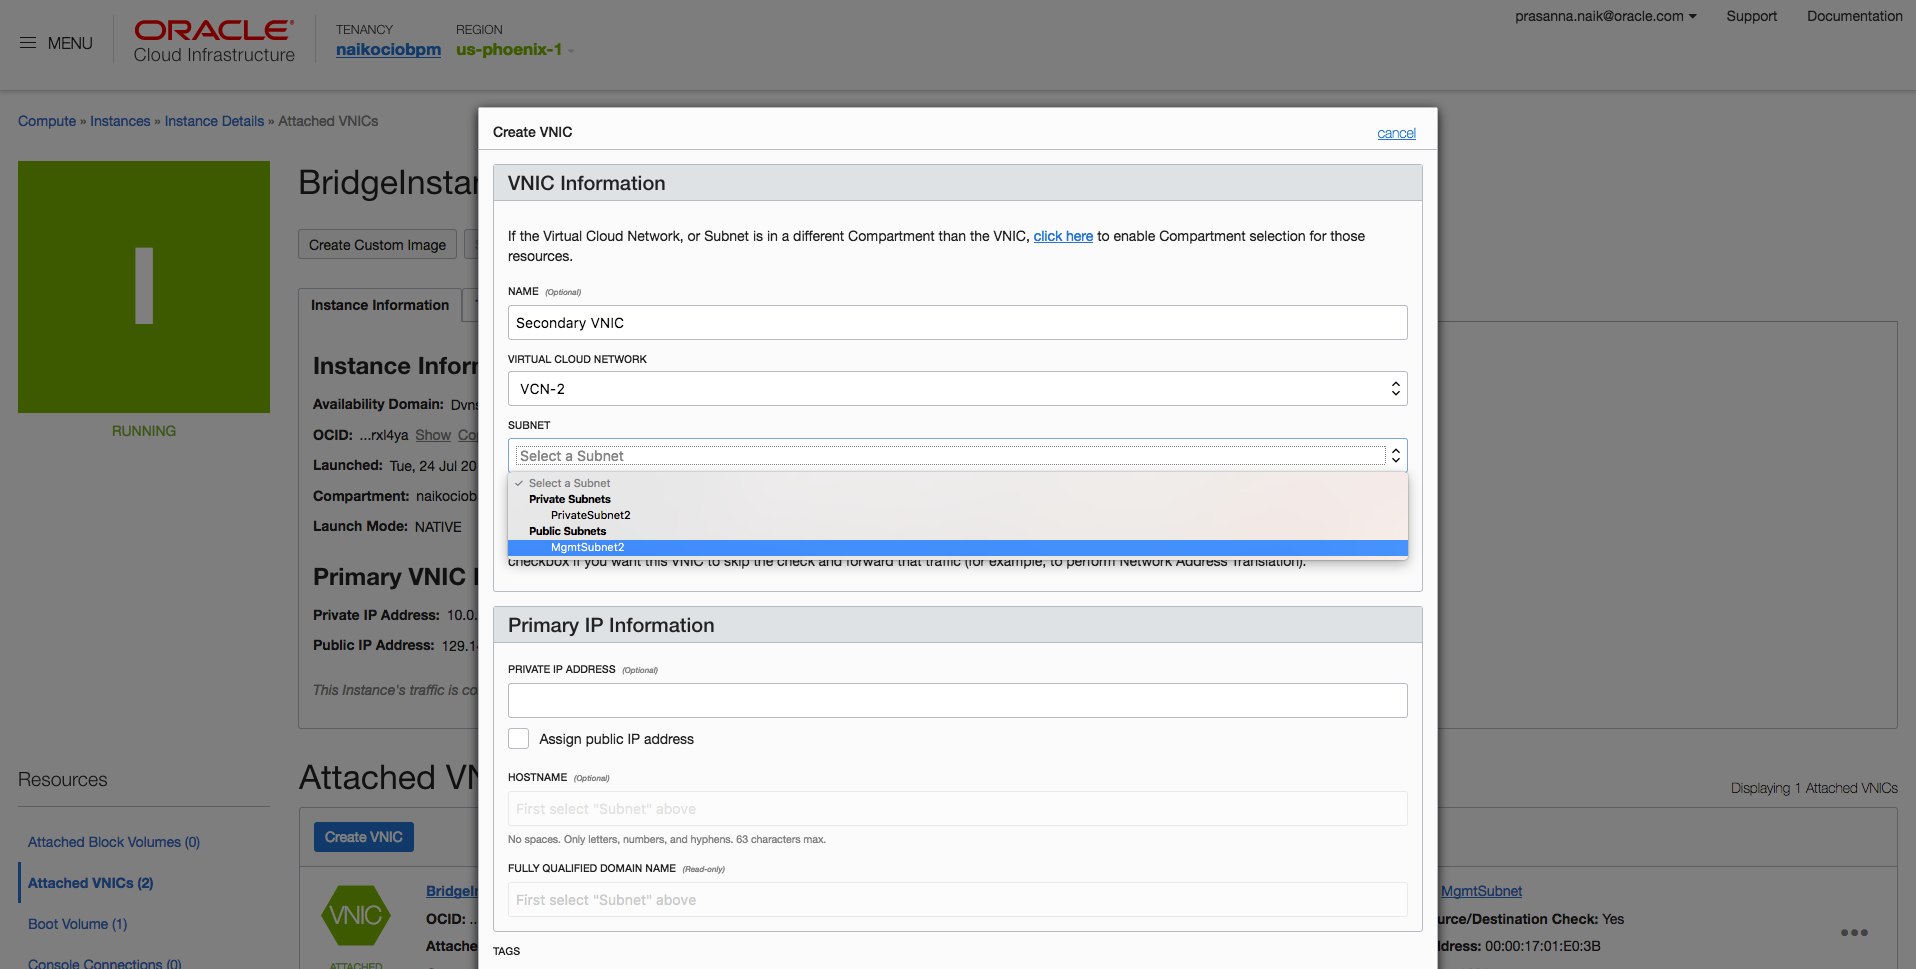 MENU
ORACLE
Cloud Infrastructure
TENANCY
naikociobpm
REGION
us-phoenix-1
prasanna.naik@oracle.com
Support
Documentation
Compute » Instances » Instance Details » Attached VNICs
I
RUNNING
BridgeInstan
Create Custom Image
Instance Information
Instance Inforr
Availability Domain: Dvns
OCID: ...rxl4ya Show Co
Launched: Tue, 24 Jul 20
Compartment: naikociob
Launch Mode: NATIVE
Primary VNIC I
Private IP Address: 10.0.
Public IP Address: 129.1
This Instance's traffic is co
Create VNIC
cancel
VNIC Information
If the Virtual Cloud Network, or Subnet is in a different Compartment than the VNIC, click here to enable Compartment selection for those
resources.
NAME (Optional)
Secondary VNIC
VIRTUAL CLOUD NETWORK
VCN-2
SUBNET
Select a Subnet
✓ Select a Subnet
Private Subnets
PrivateSubnet2
Public Subnets
MgmtSubnet2
checkbox if you want this VNIC to skip the check and forward that traffic (for example, to perform Network Address Translation).
Primary IP Information
PRIVATE IP ADDRESS (Optional)
Assign public IP address
HOSTNAME (Optional)
First select "Subnet" above
No spaces. Only letters, numbers, and hyphens. 63 characters max.
FULLY QUALIFIED DOMAIN NAME (Read-only)
First select "Subnet" above
TAGS
Resources
Attached Block Volumes (0)
Attached VNICs (2)
Boot Volume (1)
Console Connections (0)
Attached VN
Displaying 1 Attached VNICs
Create VNIC
VNIC
ATTACHED
BridgeI
OCID: ..
Attache
MgmtSubnet
urce/Destination Check: Yes
dress: 00:00:17:01:E0:3B